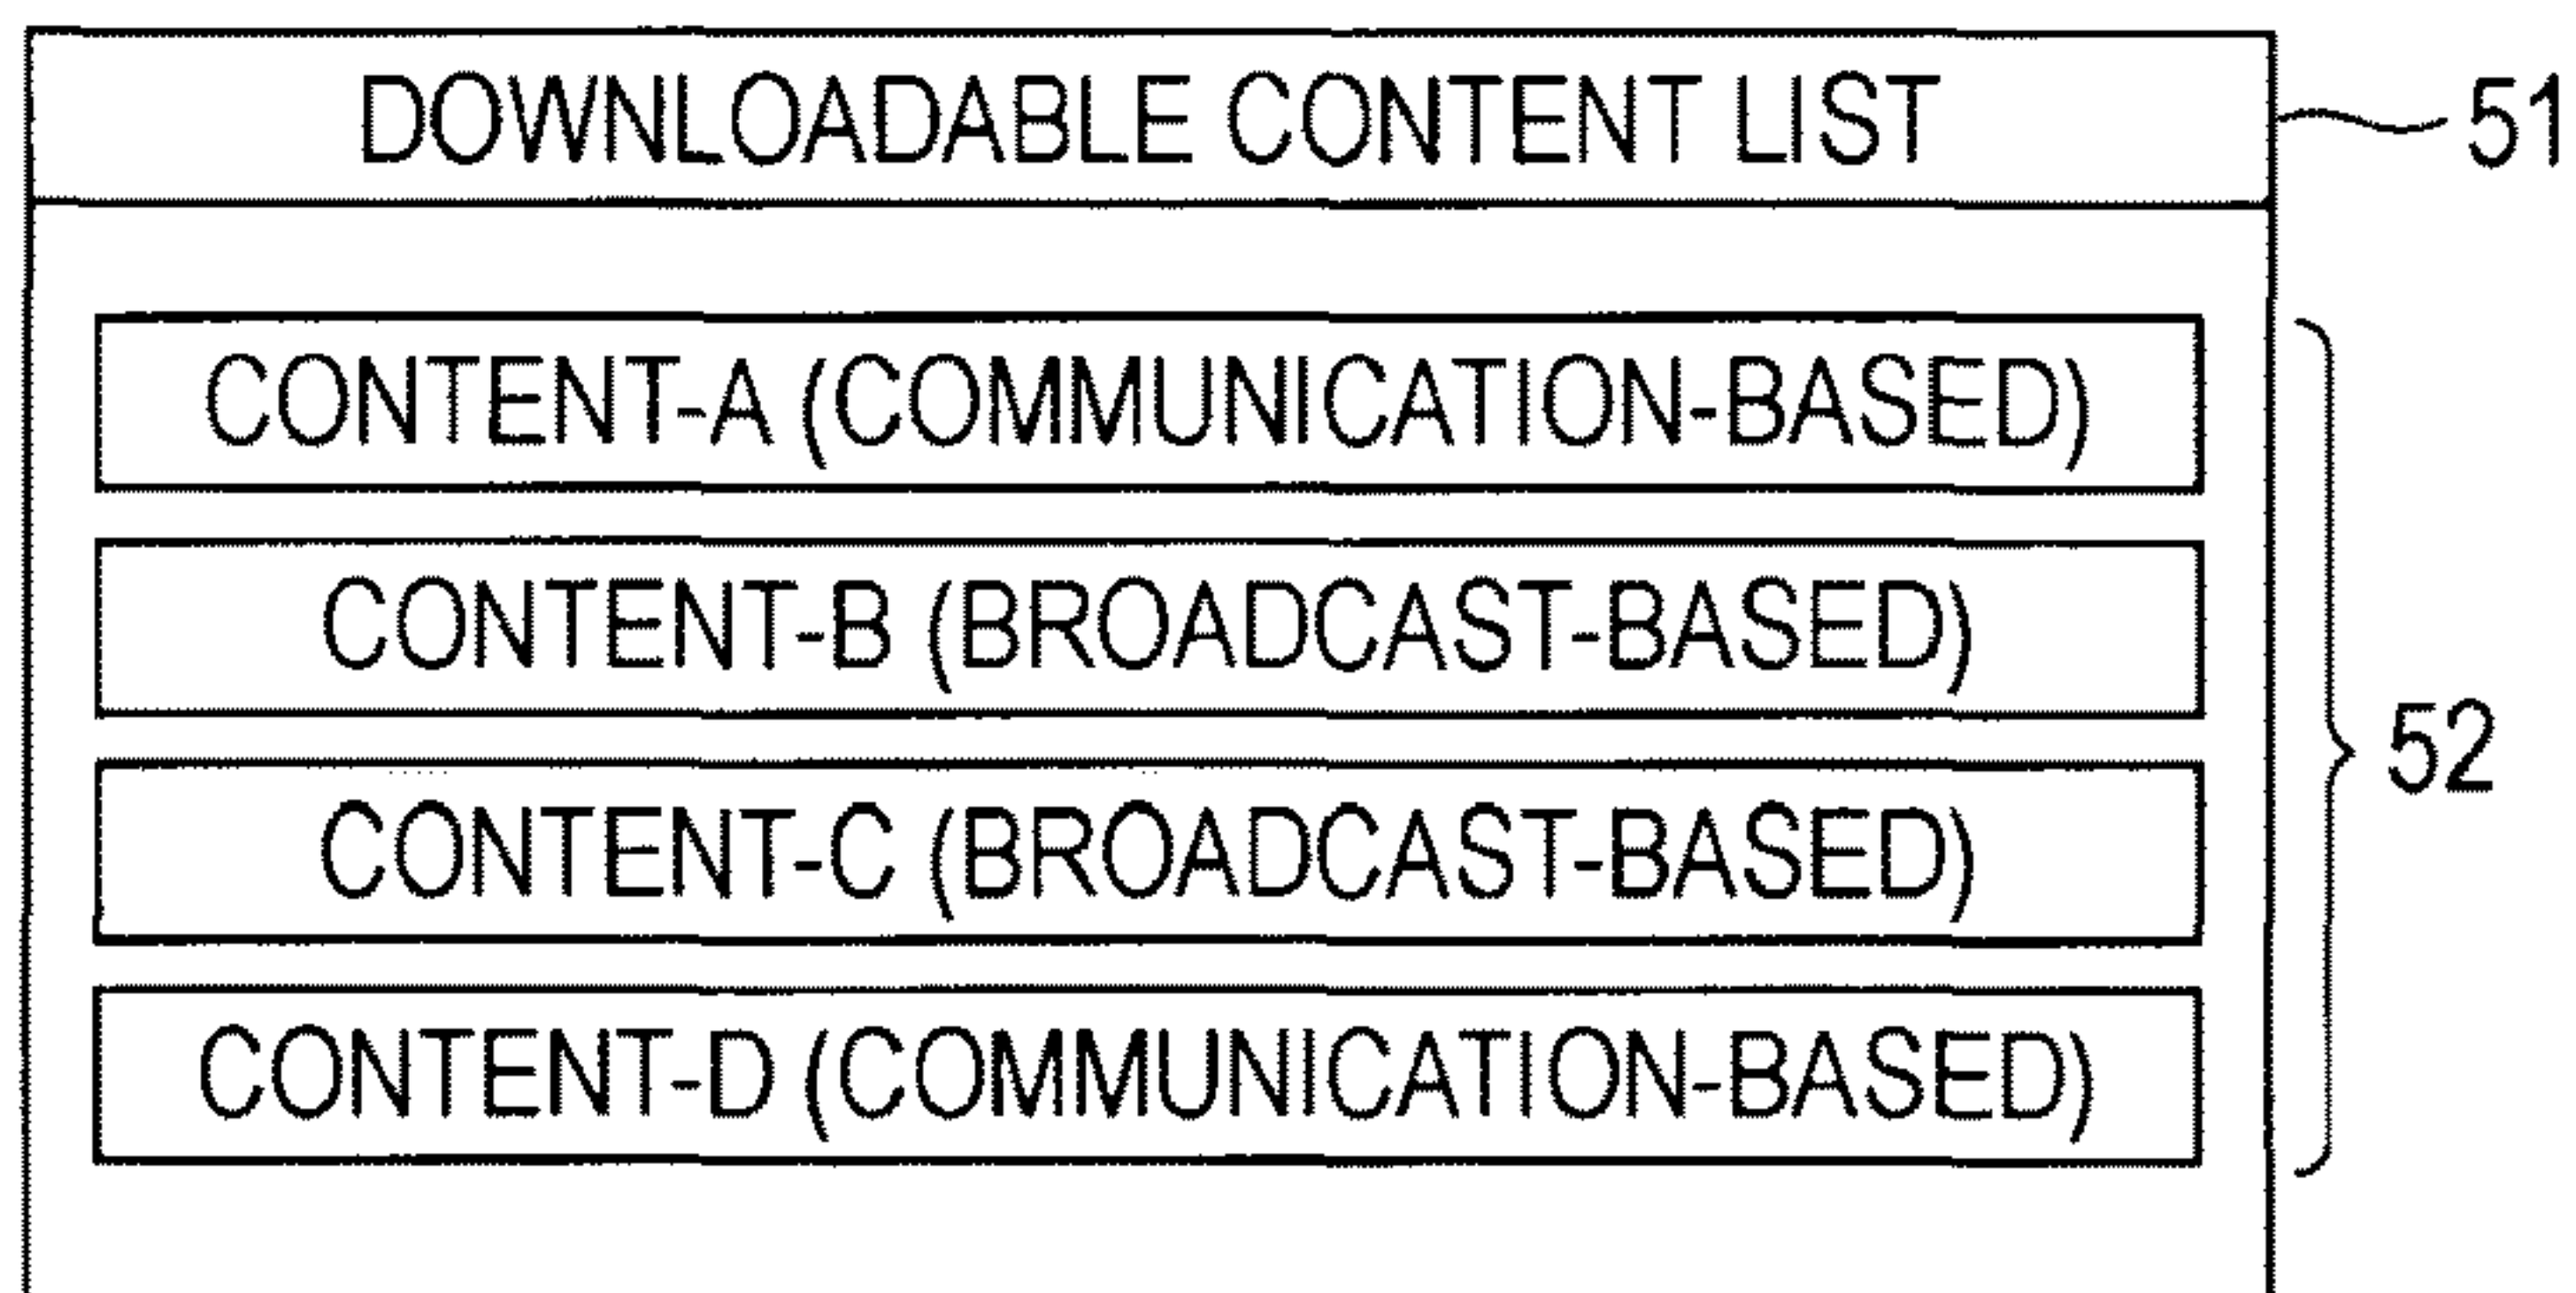 DOWNLOADABLE CONTENT LIST
51
CONTENT-A (COMMUNICATION-BASED)
CONTENT-B (BROADCAST-BASED)
52
CONTENT-C (BROADCAST-BASED)
CONTENT-D (COMMUNICATION-BASED)